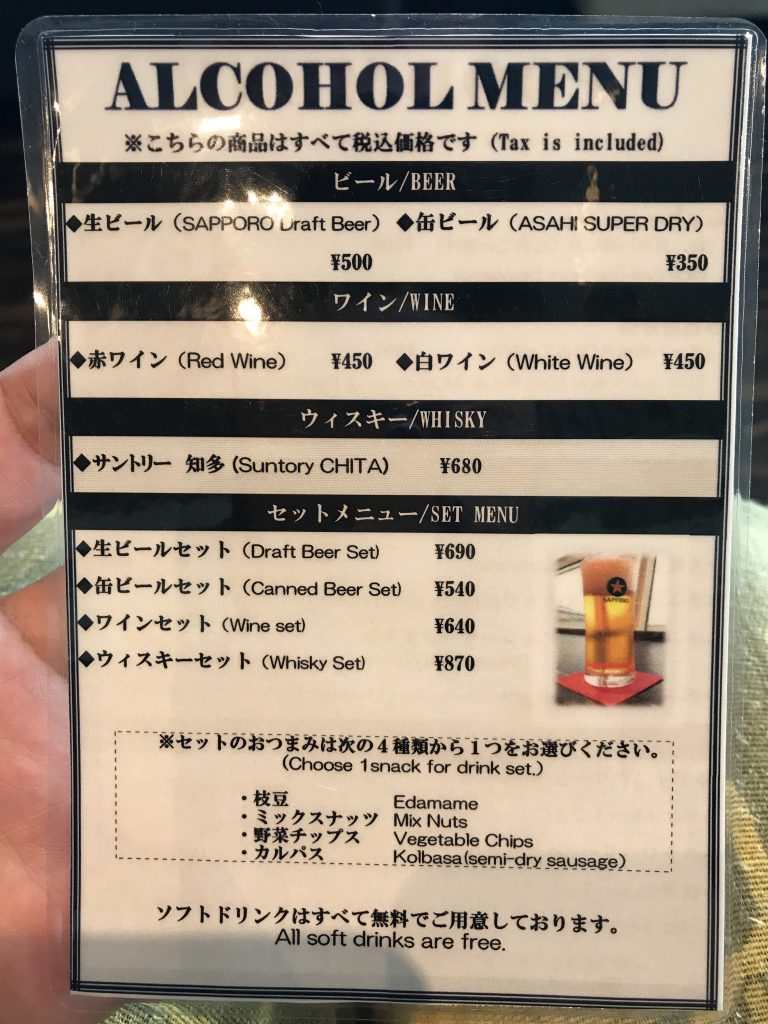 ALCOHOL MENU
※こちらの商品はすべて税込価格です (Tax is included)
ビール/BEER
◆生ビール (SAPPORO Draft Beer) ◆缶ビール (ASAHI SUPER DRY)
¥500 ¥350
ワイン/WINE
◆赤ワイン (Red Wine) ¥450 ◆白ワイン (White Wine) ¥450
ウィスキー/WHISKY
◆サントリー 知多 (Suntory CHITA) ¥680
セットメニュー/SET MENU
◆生ビールセット (Draft Beer Set) ¥690
◆缶ビールセット (Canned Beer Set) ¥540
◆ワインセット (Wine set) ¥640
◆ウィスキーセット (Whisky Set) ¥870
SAPPORO
※セットのおつまみは次の4種類から1つをお選びください。
(Choose 1snack for drink set.)
・枝豆 Edamame
・ミックスナッツ Mix Nuts
・野菜チップス Vegetable Chips
・カルパス Kolbasa(semi-dry sausage)
ソフトドリンクはすべて無料でご用意しております。
All soft drinks are free.